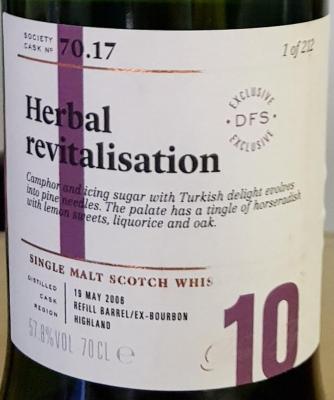 SOCIETY
CASK Nº 70.17
1 of 212
Herbal
revitalisation
EXCLUSIVE
· DFS ·
EXCLUSIVE
Camphor and icing sugar with Turkish delight evolves
into pine needles. The palate has a tingle of horseradish
with lemon sweets, liquorice and oak.
SINGLE MALT SCOTCH WHIS
DISTILLED 19 MAY 2006
CASK REFILL BARREL/EX-BOURBON
REGION HIGHLAND
57.8%VOL 70CL ℮
10